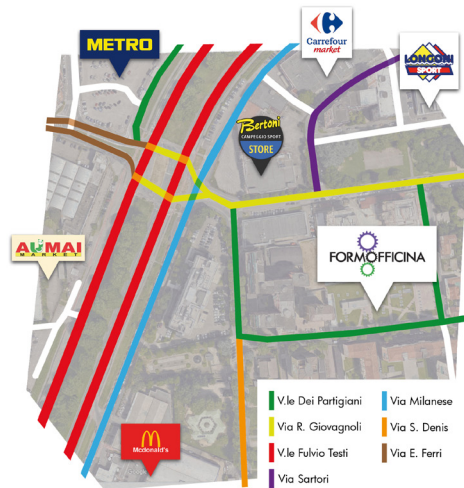 METRO
Carrefour
market
LONGONI
SPORT
Bertoni
CAMPEGGIO SPORT
STORE
AUMAI
MARKET
FORMOFFICINA
McDonald's
V.le Dei Partigiani
Via R. Giovagnoli
V.le Fulvio Testi
Via Sartori
Via Milanese
Via S. Denis
Via E. Ferri